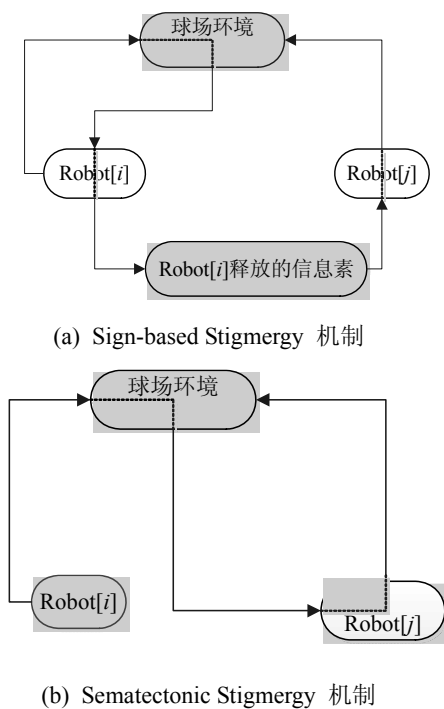 球场环境
Robot[i]
Robot[j]
Robot[i]释放的信息素
(a) Sign-based Stigmergy 机制
球场环境
Robot[i]
Robot[j]
(b) Sematectonic Stigmergy 机制